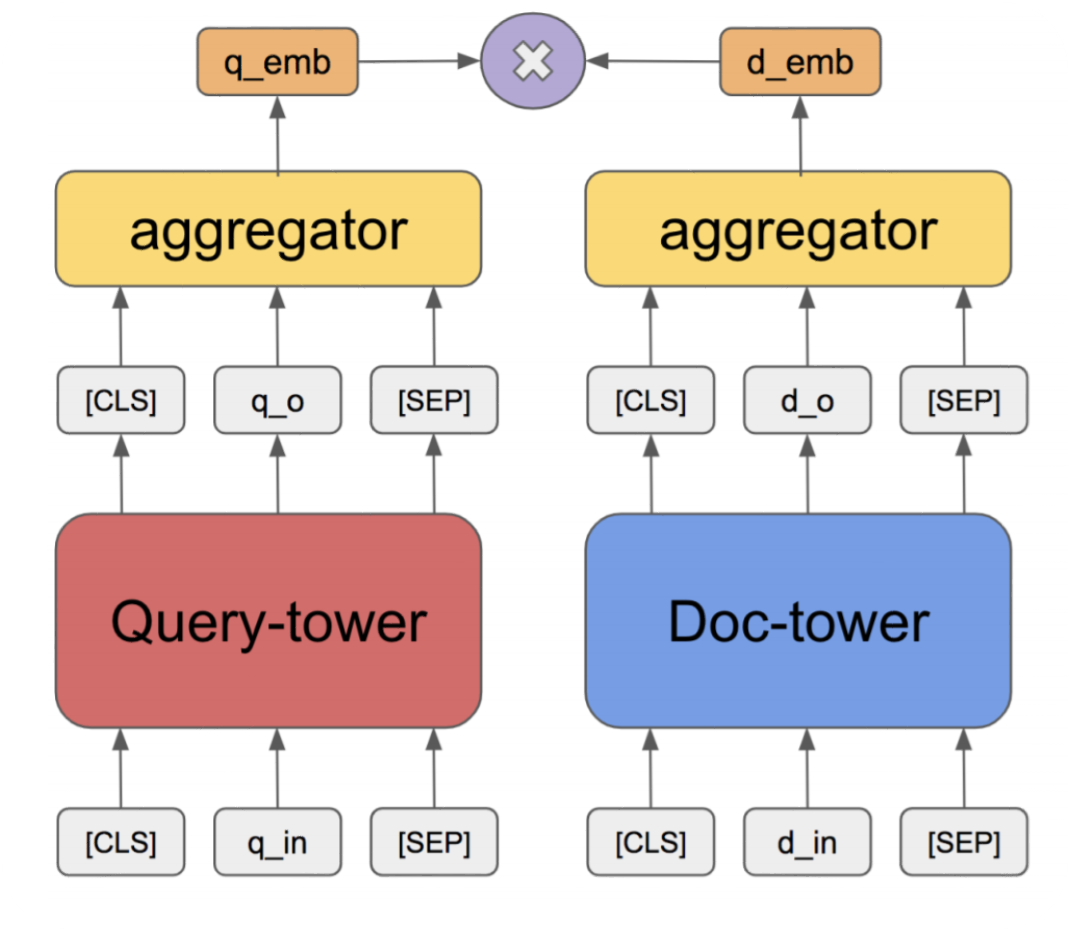 q_emb ✖ d_emb
aggregator aggregator
[CLS] q_o [SEP] [CLS] d_o [SEP]
Query-tower Doc-tower
[CLS] q_in [SEP] [CLS] d_in [SEP]